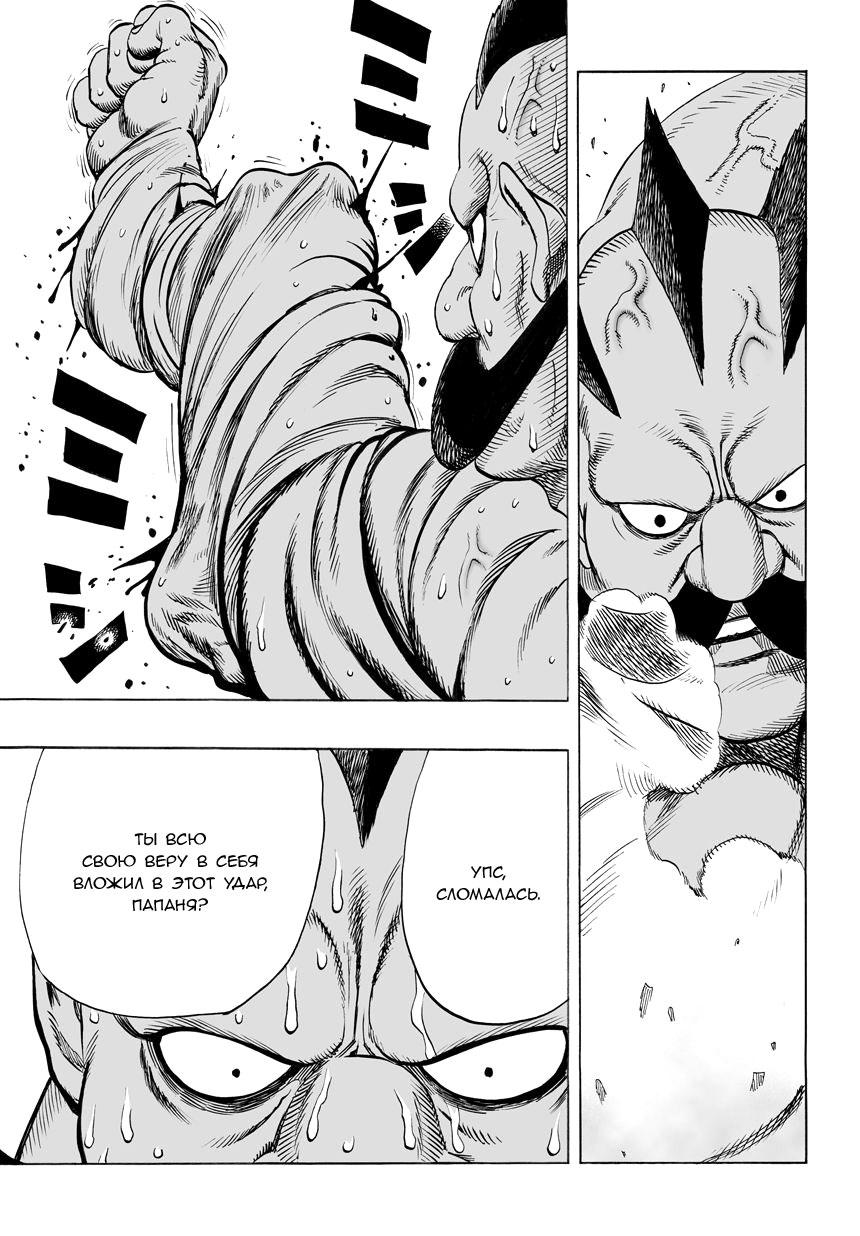 УПС,
СЛОМАЛАСЬ.
ТЫ ВСЮ
СВОЮ ВЕРУ В СЕБЯ
ВЛОЖИЛ В ЭТОТ УДАР,
ПАПАНЯ?